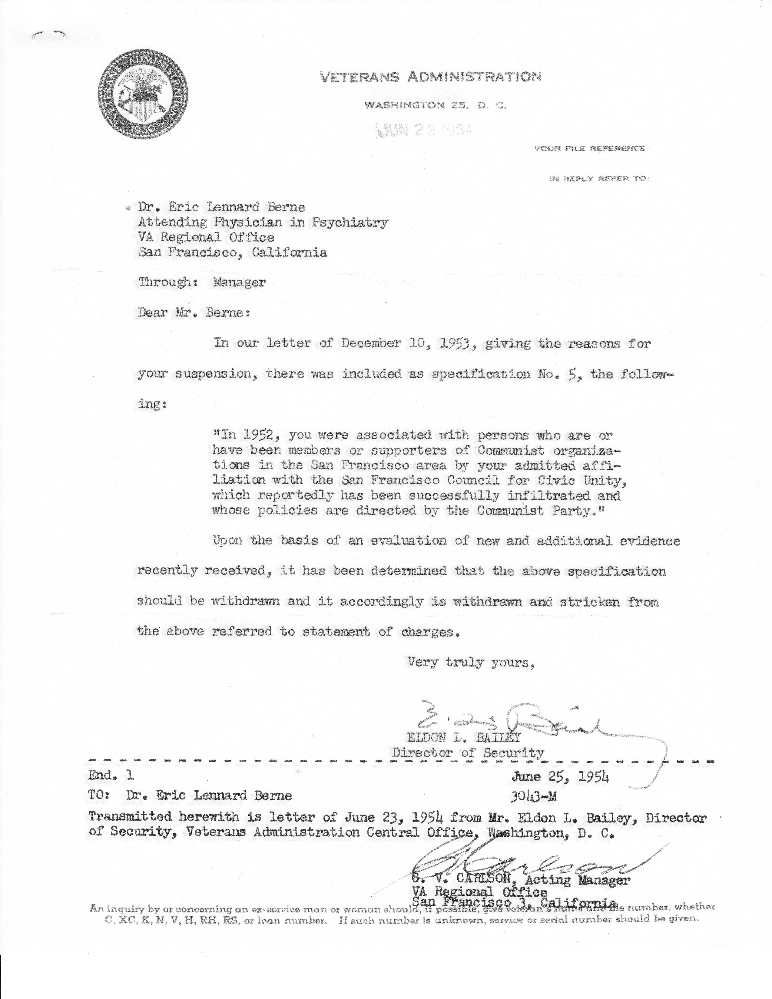 VETERANS ADMINISTRATION
1930
VETERANS ADMINISTRATION
WASHINGTON 25, D. C.
JUN 23 1954
YOUR FILE REFERENCE:
IN REPLY REFER TO:
Dr. Eric Lennard Berne
Attending Physician in Psychiatry
VA Regional Office
San Francisco, California
Through: Manager
Dear Mr. Berne:
In our letter of December 10, 1953, giving the reasons for
your suspension, there was included as specification No. 5, the follow-
ing:
"In 1952, you were associated with persons who are or
have been members or supporters of Communist organiza-
tions in the San Francisco area by your admitted affi-
liation with the San Francisco Council for Civic Unity,
which reportedly has been successfully infiltrated and
whose policies are directed by the Communist Party."
Upon the basis of an evaluation of new and additional evidence
recently received, it has been determined that the above specification
should be withdrawn and it accordingly is withdrawn and stricken from
the above referred to statement of charges.
Very truly yours,
E. L. Bailey
ELDON L. BAILEY
Director of Security
End. 1 June 25, 1954
TO: Dr. Eric Lennard Berne 3043-M
Transmitted herewith is letter of June 23, 1954 from Mr. Eldon L. Bailey, Director
of Security, Veterans Administration Central Office, Washington, D. C.
Carlson
G. V. CARLSON, Acting Manager
VA Regional Office
San Francisco 3, California
An inquiry by or concerning an ex-service man or woman should, if possible, give veteran's name and file number, whether
C, XC, K, N, V, H, RH, RS, or loan number. If such number is unknown, service or serial number should be given.